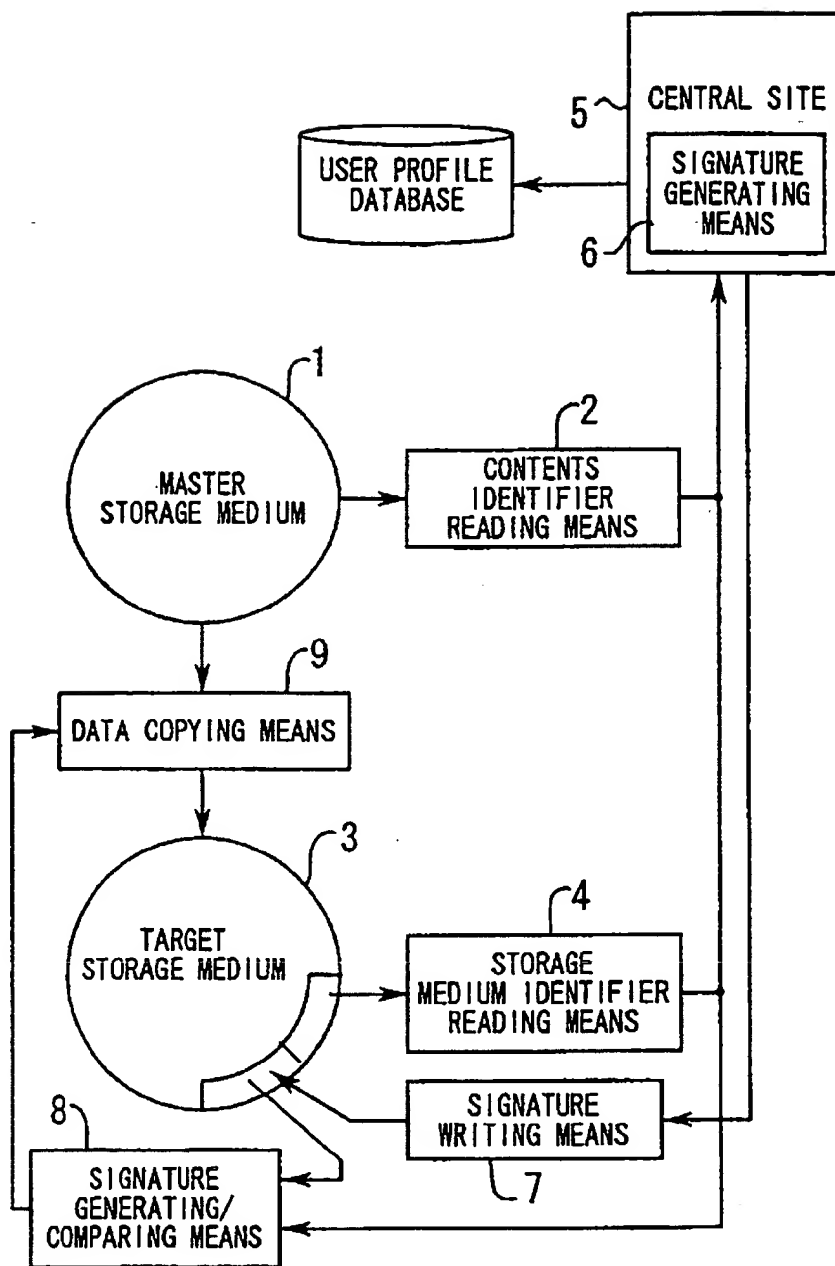 5
CENTRAL SITE
SIGNATURE
GENERATING
MEANS
6
USER PROFILE
DATABASE
1
MASTER
STORAGE MEDIUM
2
CONTENTS
IDENTIFIER
READING MEANS
9
DATA COPYING MEANS
3
TARGET
STORAGE MEDIUM
4
STORAGE
MEDIUM IDENTIFIER
READING MEANS
SIGNATURE
WRITING MEANS
7
8
SIGNATURE
GENERATING/
COMPARING MEANS